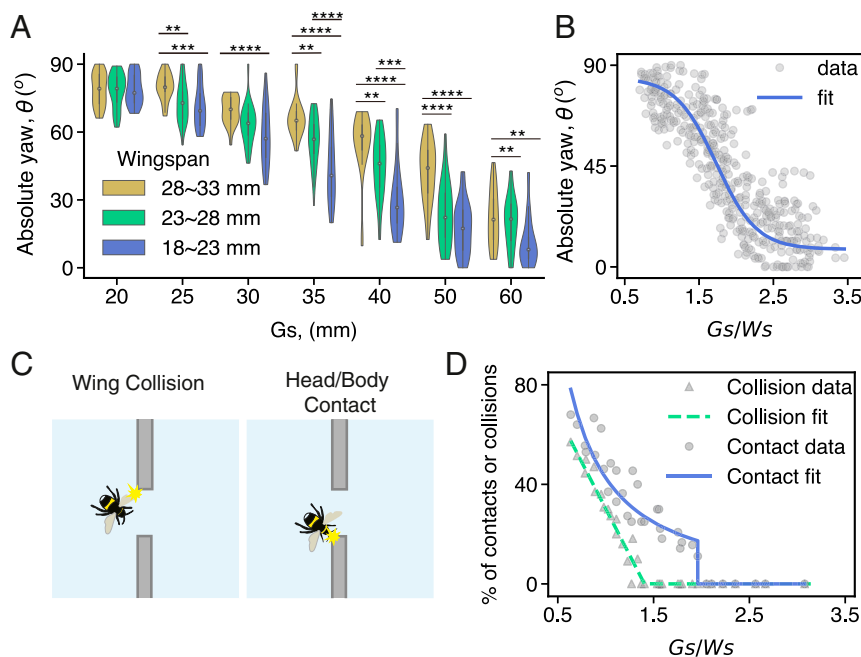 A
**
***
****
****
****
**
***
****
**
****
****
**
**
Absolute yaw, θ(°)
90
60
30
0
Wingspan
28~33 mm
23~28 mm
18~23 mm
20 25 30 35 40 50 60
Gs, (mm)
B
Absolute yaw, θ(°)
90
45
0
data
fit
0.5 1.5 2.5 3.5
Gs/Ws
C
Wing Collision
Head/Body
Contact
D
% of contacts or collisions
80
40
0
Collision data
Collision fit
Contact data
Contact fit
0.5 1.5 2.5 3.5
Gs/Ws